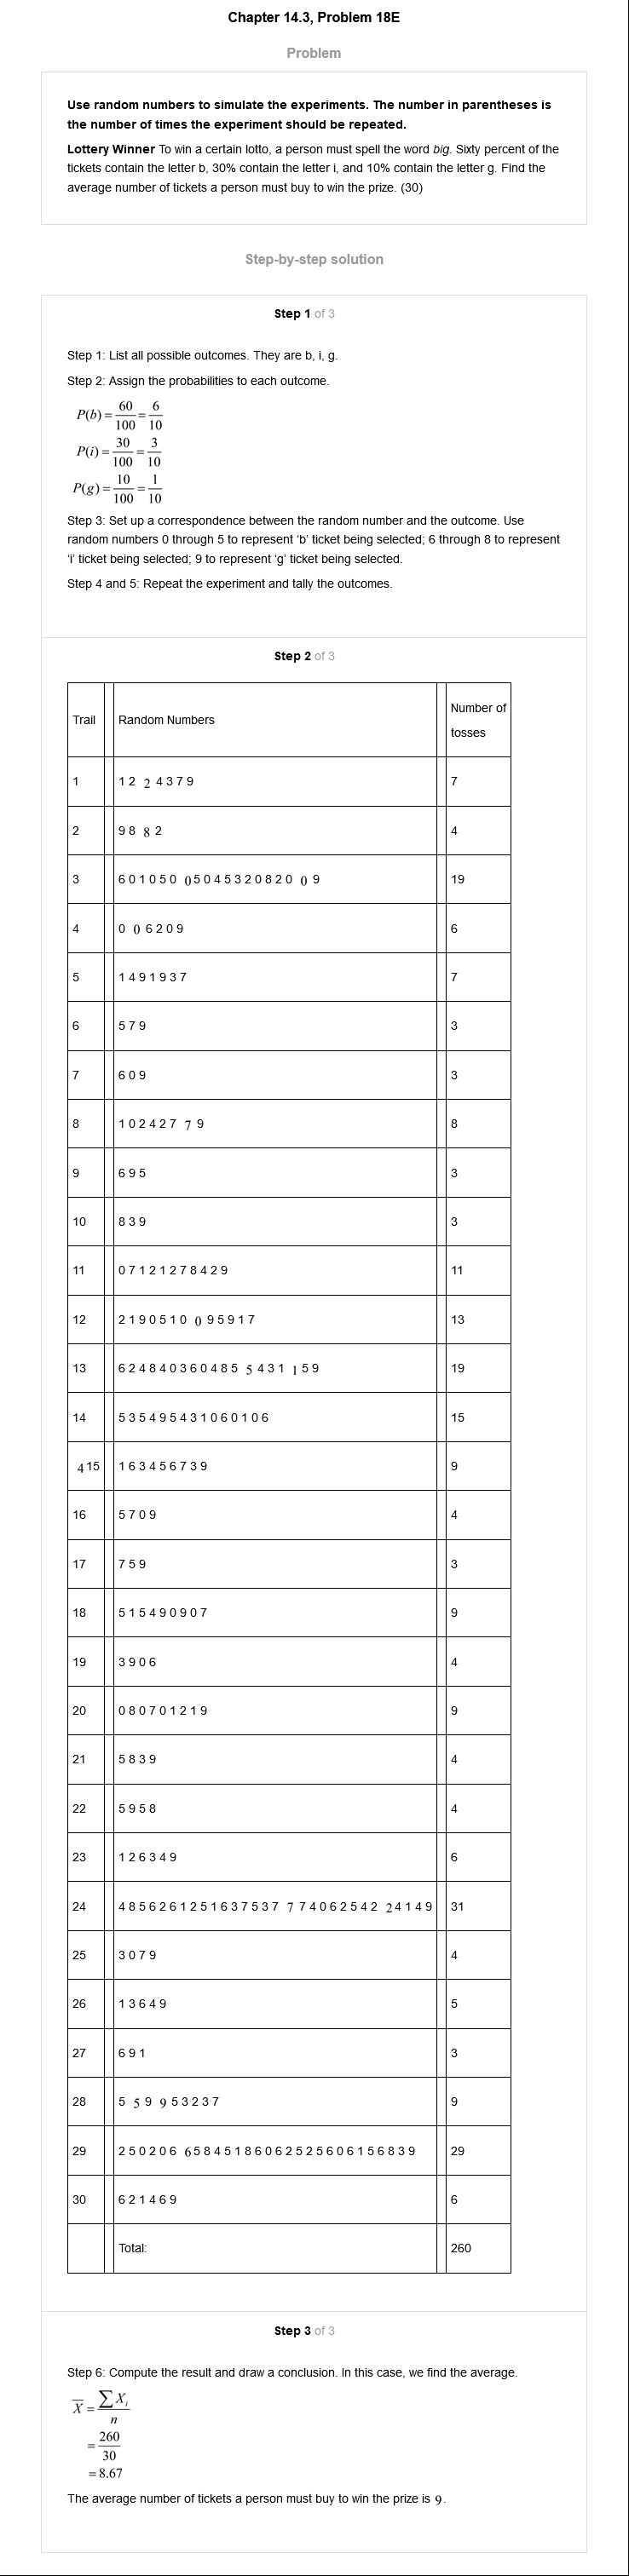 Chapter 14.3, Problem 18E
Problem
Use random numbers to simulate the experiments. The number in parentheses is
the number of times the experiment should be repeated.
Lottery Winner To win a certain lotto, a person must spell the word big. Sixty percent of the
tickets contain the letter b, 30% contain the letter i, and 10% contain the letter g. Find the
average number of tickets a person must buy to win the prize. (30)
Step-by-step solution
Step 1 of 3
Step 1: List all possible outcomes. They are b, i, g.
Step 2: Assign the probabilities to each outcome.
P(b) = 60/100 = 6/10
P(i) = 30/100 = 3/10
P(g) = 10/100 = 1/10
Step 3: Set up a correspondence between the random number and the outcome. Use
random numbers 0 through 5 to represent ‘b’ ticket being selected; 6 through 8 to represent
‘i’ ticket being selected; 9 to represent ‘g’ ticket being selected.
Step 4 and 5: Repeat the experiment and tally the outcomes.
Step 2 of 3
Trail Random Numbers Number of tosses
1 1 2 2 4 3 7 9 7
2 9 8 8 2 4
3 6 0 1 0 5 0 0 5 0 4 5 3 2 0 8 2 0 0 9 19
4 0 0 6 2 0 9 6
5 1 4 9 1 9 3 7 7
6 5 7 9 3
7 6 0 9 3
8 1 0 2 4 2 7 7 9 8
9 6 9 5 3
10 8 3 9 3
11 0 7 1 2 1 2 7 8 4 2 9 11
12 2 1 9 0 5 1 0 0 9 5 9 1 7 13
13 6 2 4 8 4 0 3 6 0 4 8 5 5 4 3 1 1 5 9 19
14 5 3 5 4 9 5 4 3 1 0 6 0 1 0 6 15
4 15 1 6 3 4 5 6 7 3 9 9
16 5 7 0 9 4
17 7 5 9 3
18 5 1 5 4 9 0 9 0 7 9
19 3 9 0 6 4
20 0 8 0 7 0 1 2 1 9 9
21 5 8 3 9 4
22 5 9 5 8 4
23 1 2 6 3 4 9 6
24 4 8 5 6 2 6 1 2 5 1 6 3 7 5 3 7 7 7 4 0 6 2 5 4 2 2 4 1 4 9 31
25 3 0 7 9 4
26 1 3 6 4 9 5
27 6 9 1 3
28 5 5 9 9 5 3 2 3 7 9
29 2 5 0 2 0 6 6 5 8 4 5 1 8 6 0 6 2 5 2 5 6 0 6 1 5 6 8 3 9 29
30 6 2 1 4 6 9 6
Total: 260
Step 3 of 3
Step 6: Compute the result and draw a conclusion. In this case, we find the average.
X̄ = ∑Xᵢ/n
= 260/30
= 8.67
The average number of tickets a person must buy to win the prize is 9.